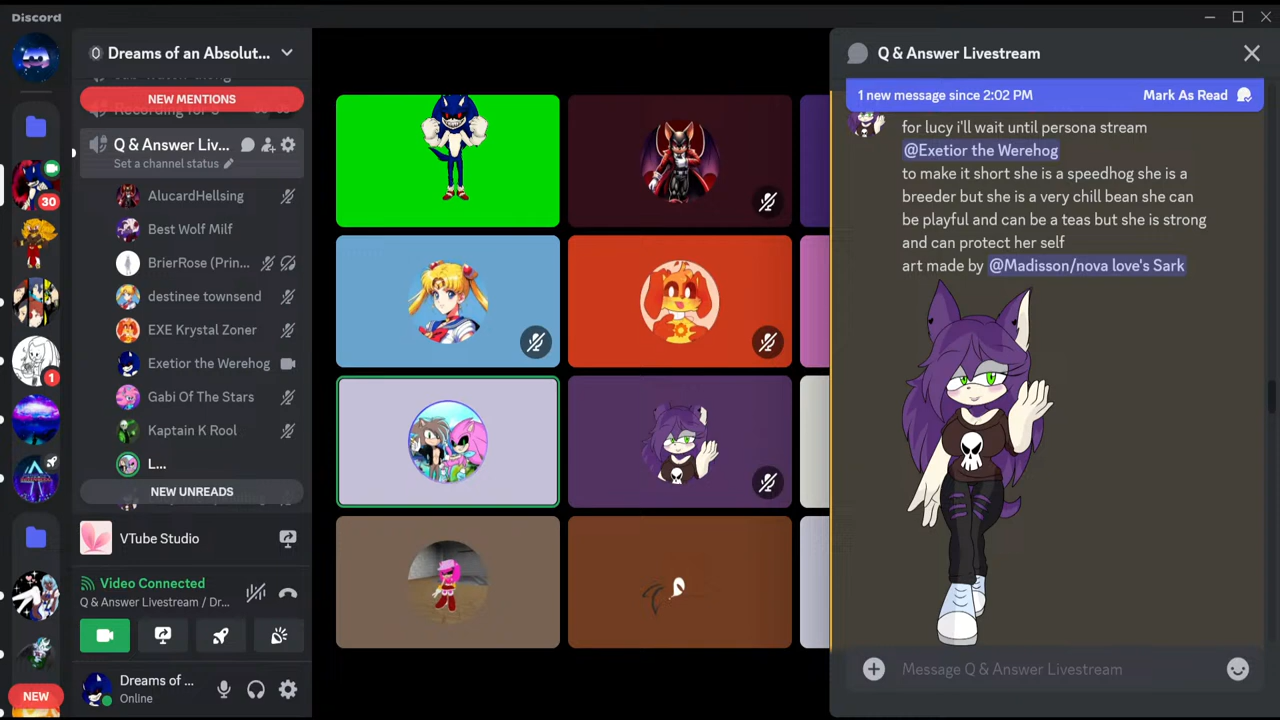 Discord
Dreams of an Absolut...
NEW MENTIONS
Q & Answer Liv...
Set a channel status
AlucardHellsing
Best Wolf Milf
BrierRose (Prin...
destinee townsend
EXE Krystal Zoner
Exetior the Werehog
Gabi Of The Stars
Kaptain K Rool
L...
NEW UNREADS
VTube Studio
Video Connected
Q & Answer Livestream / Dr...
Dreams of ...
Online
30
1
NEW
Q & Answer Livestream
1 new message since 2:02 PM
Mark As Read
for lucy i'll wait until persona stream
@Exetior the Werehog
to make it short she is a speedhog she is a
breeder but she is a very chill bean she can
be playful and can be a teas but she is strong
and can protect her self
art made by @Madisson/nova love's Sark
Message Q & Answer Livestream